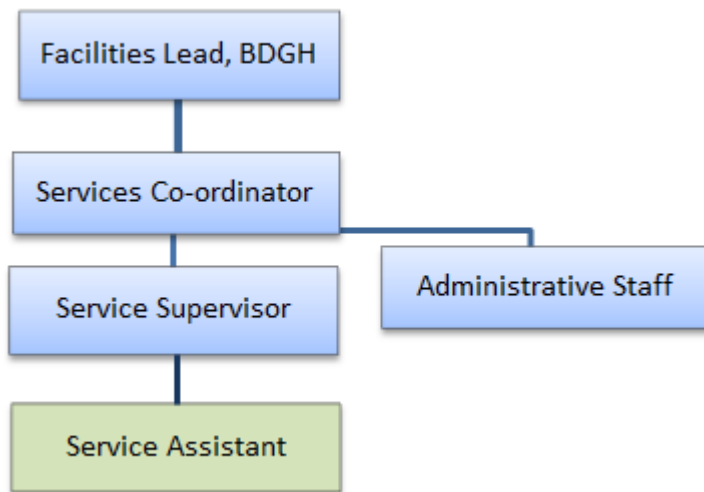 Facilities Lead, BDGH
Services Co-ordinator
Administrative Staff
Service Supervisor
Service Assistant